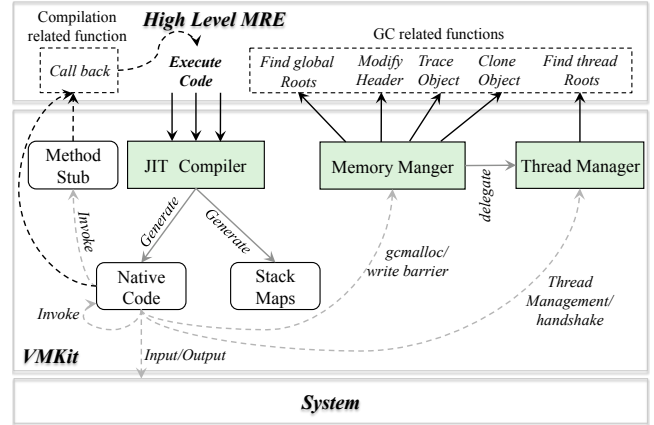 Compilation
related function
High Level MRE
GC related functions
Call back
Execute
Code
Find global
Roots
Modify
Header
Trace
Object
Clone
Object
Find thread
Roots
Method
Stub
JIT Compiler
Memory Manger
Thread Manager
delegate
Invoke
Generate
Generate
Native
Code
Stack
Maps
gcmalloc/
write barrier
Thread
Management/
handshake
Invoke
Input/Output
VMKit
System